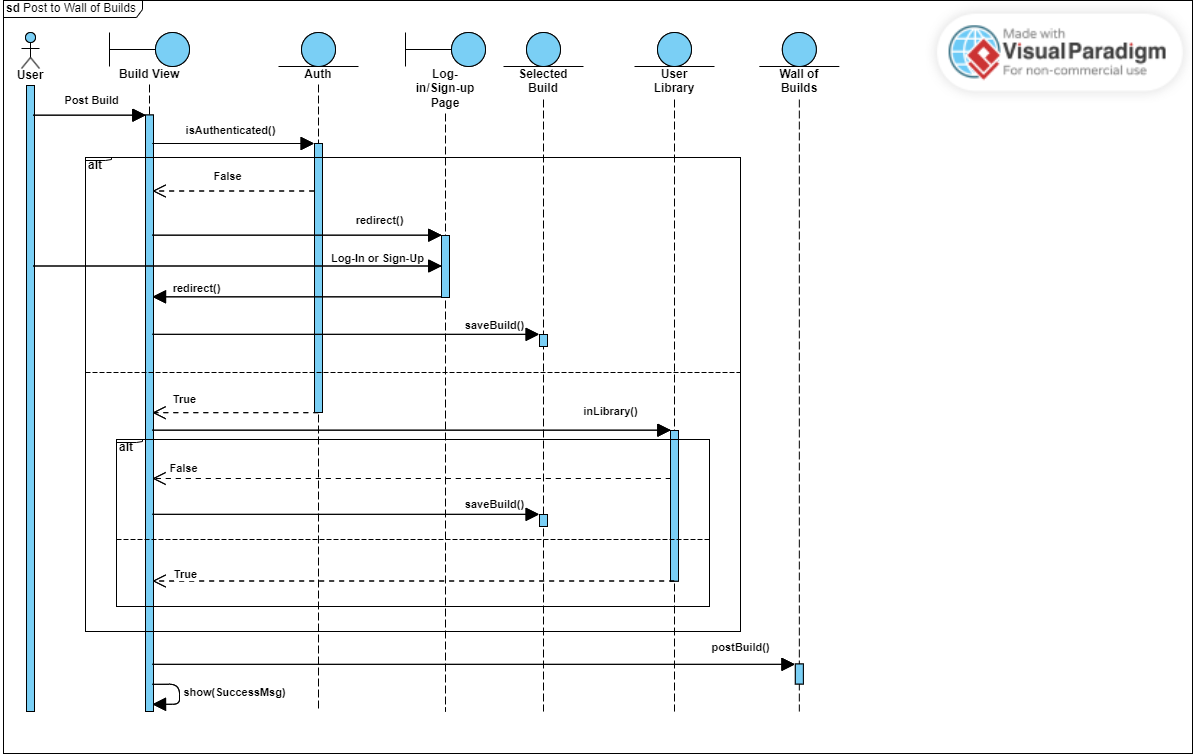 sd Post to Wall of Builds
Made with
VisualParadigm
For non-commercial use
User
Build View
Auth
Log-
in/Sign-up
Page
Selected
Build
User
Library
Wall of
Builds
Post Build
isAuthenticated()
alt
False
redirect()
Log-In or Sign-Up
redirect()
saveBuild()
True
inLibrary()
alt
False
saveBuild()
True
postBuild()
show(SuccessMsg)